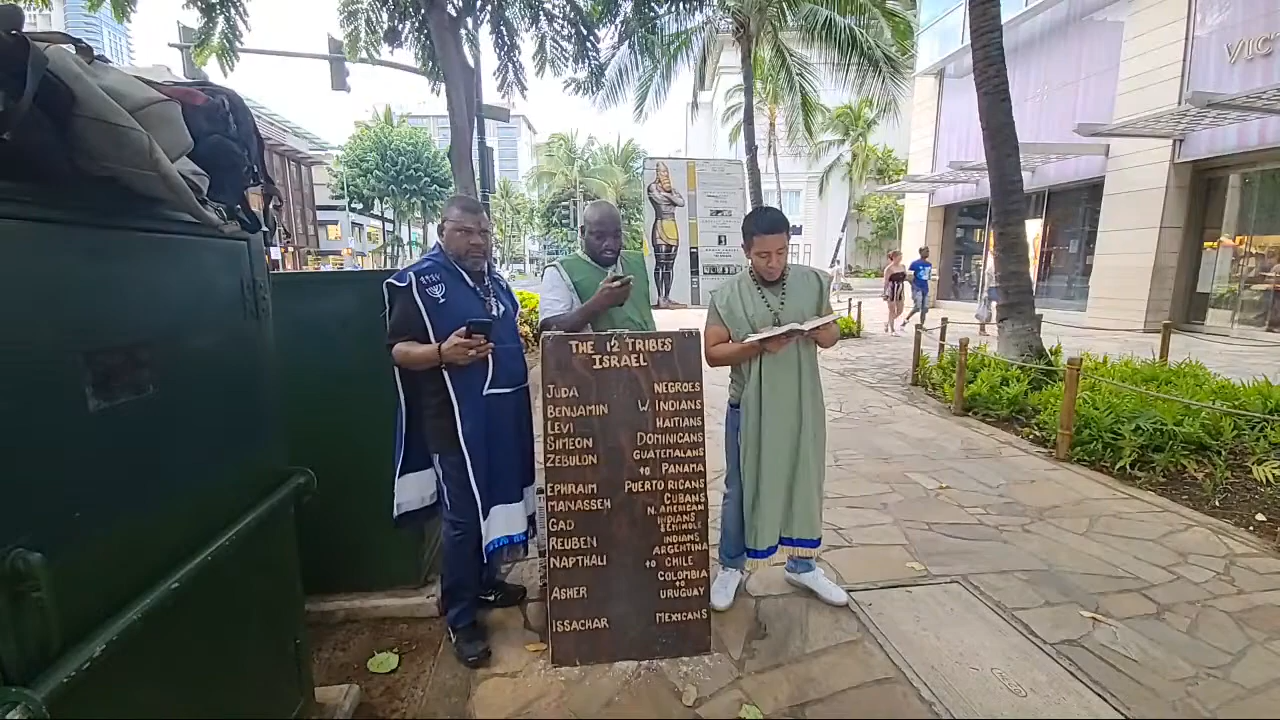 THE 12 TRIBES
ISRAEL
JUDA NEGROES
BENJAMIN W. INDIANS
LEVI HAITIANS
SIMEON DOMINICANS
ZEBULON GUATEMALANS
TO PANAMA
EPHRAIM PUERTO RICANS
MANASSEH CUBANS
GAD N. AMERICAN
INDIANS
REUBEN SEMINOLE
INDIANS
NAPTHALI ARGENTINA
TO CHILE
ASHER COLOMBIA
TO
URUGUAY
ISSACHAR MEXICANS
VICT